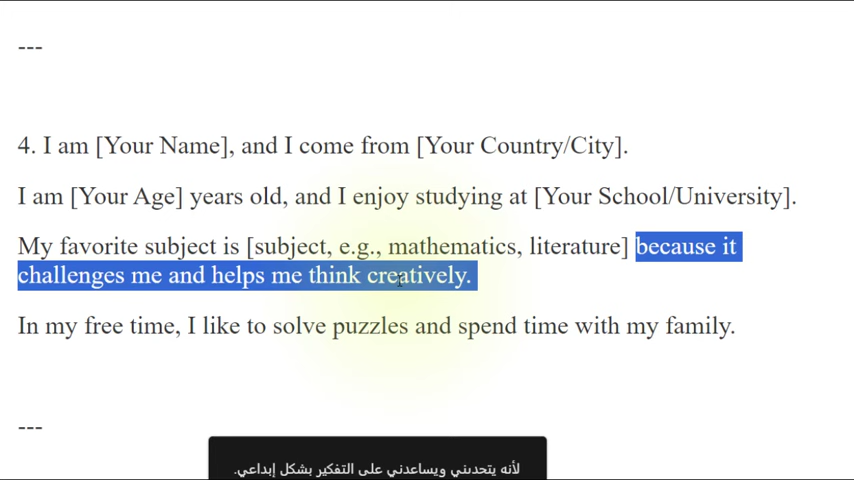 ---
4. I am [Your Name], and I come from [Your Country/City].
I am [Your Age] years old, and I enjoy studying at [Your School/University].
My favorite subject is [subject, e.g., mathematics, literature] because it
challenges me and helps me think creatively.
In my free time, I like to solve puzzles and spend time with my family.
---
لأنه يتحدىني ويساعدني على التفكير بشكل إبداعي.